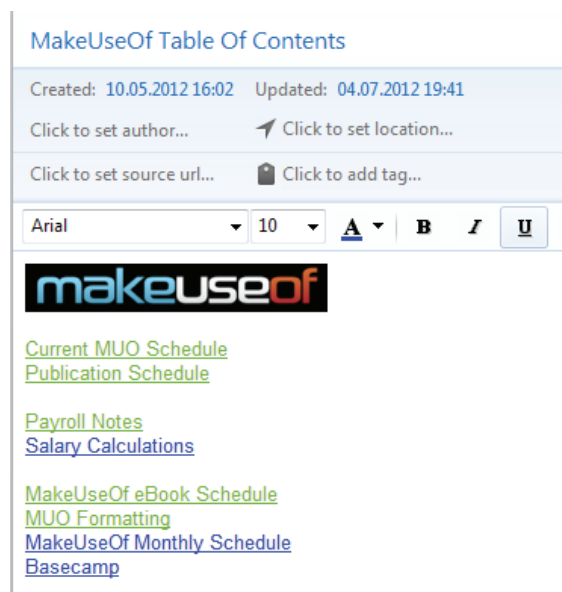 MakeUseOf Table Of Contents
Created: 10.05.2012 16:02 Updated: 04.07.2012 19:41
Click to set author... Click to set location...
Click to set source url... Click to add tag...
Arial 10 A B I U
makeuseof
Current MUO Schedule
Publication Schedule
Payroll Notes
Salary Calculations
MakeUseOf eBook Schedule
MUO Formatting
MakeUseOf Monthly Schedule
Basecamp